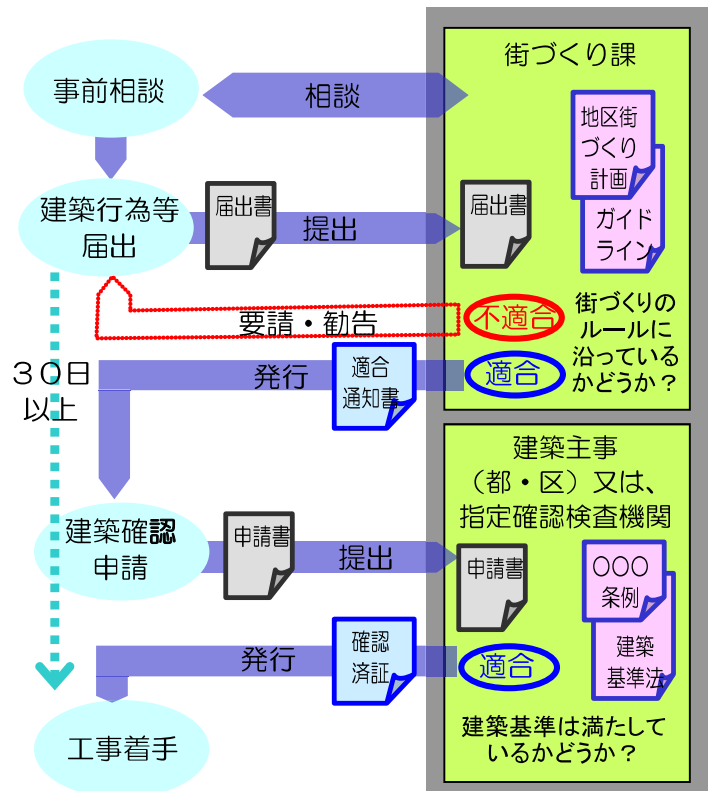 街づくり課
事前相談
相談
地区街
づくり
計画
ガイド
ライン
建築行為等
届出
届出書
提出
届出書
要請・勧告
不適合
街づくりの
ルールに
沿っている
かどうか？
３０日
以上
発行
適合
通知書
適合
建築主事
（都・区）又は、
指定確認検査機関
建築確認
申請
申請書
提出
申請書
〇〇〇
条例
建築
基準法
発行
確認
済証
適合
工事着手
建築基準は満たして
いるかどうか？